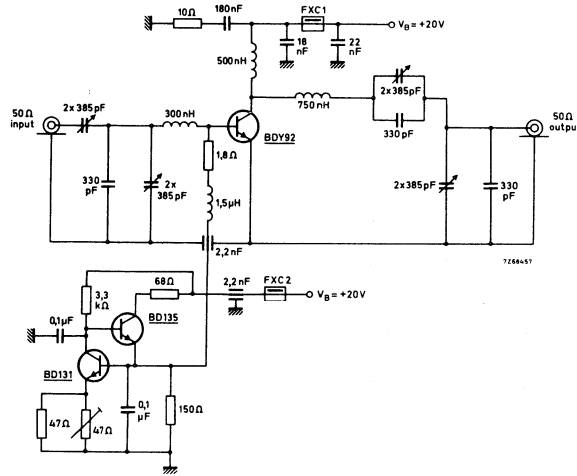 10Ω
180nF
FXC1
V_B = +20V
18
nF
22
nF
500nH
750nH
2x385pF
330pF
50Ω
input
2x385pF
300nH
BDY92
50Ω
output
1,8Ω
330
pF
2x
385pF
1,5µH
2x385pF
330
pF
2,2nF
7Z68457
68Ω
2,2nF
FXC2
V_B = +20V
3,3
kΩ
0,1µF
BD135
BD131
47Ω
47Ω
0,1
µF
150Ω